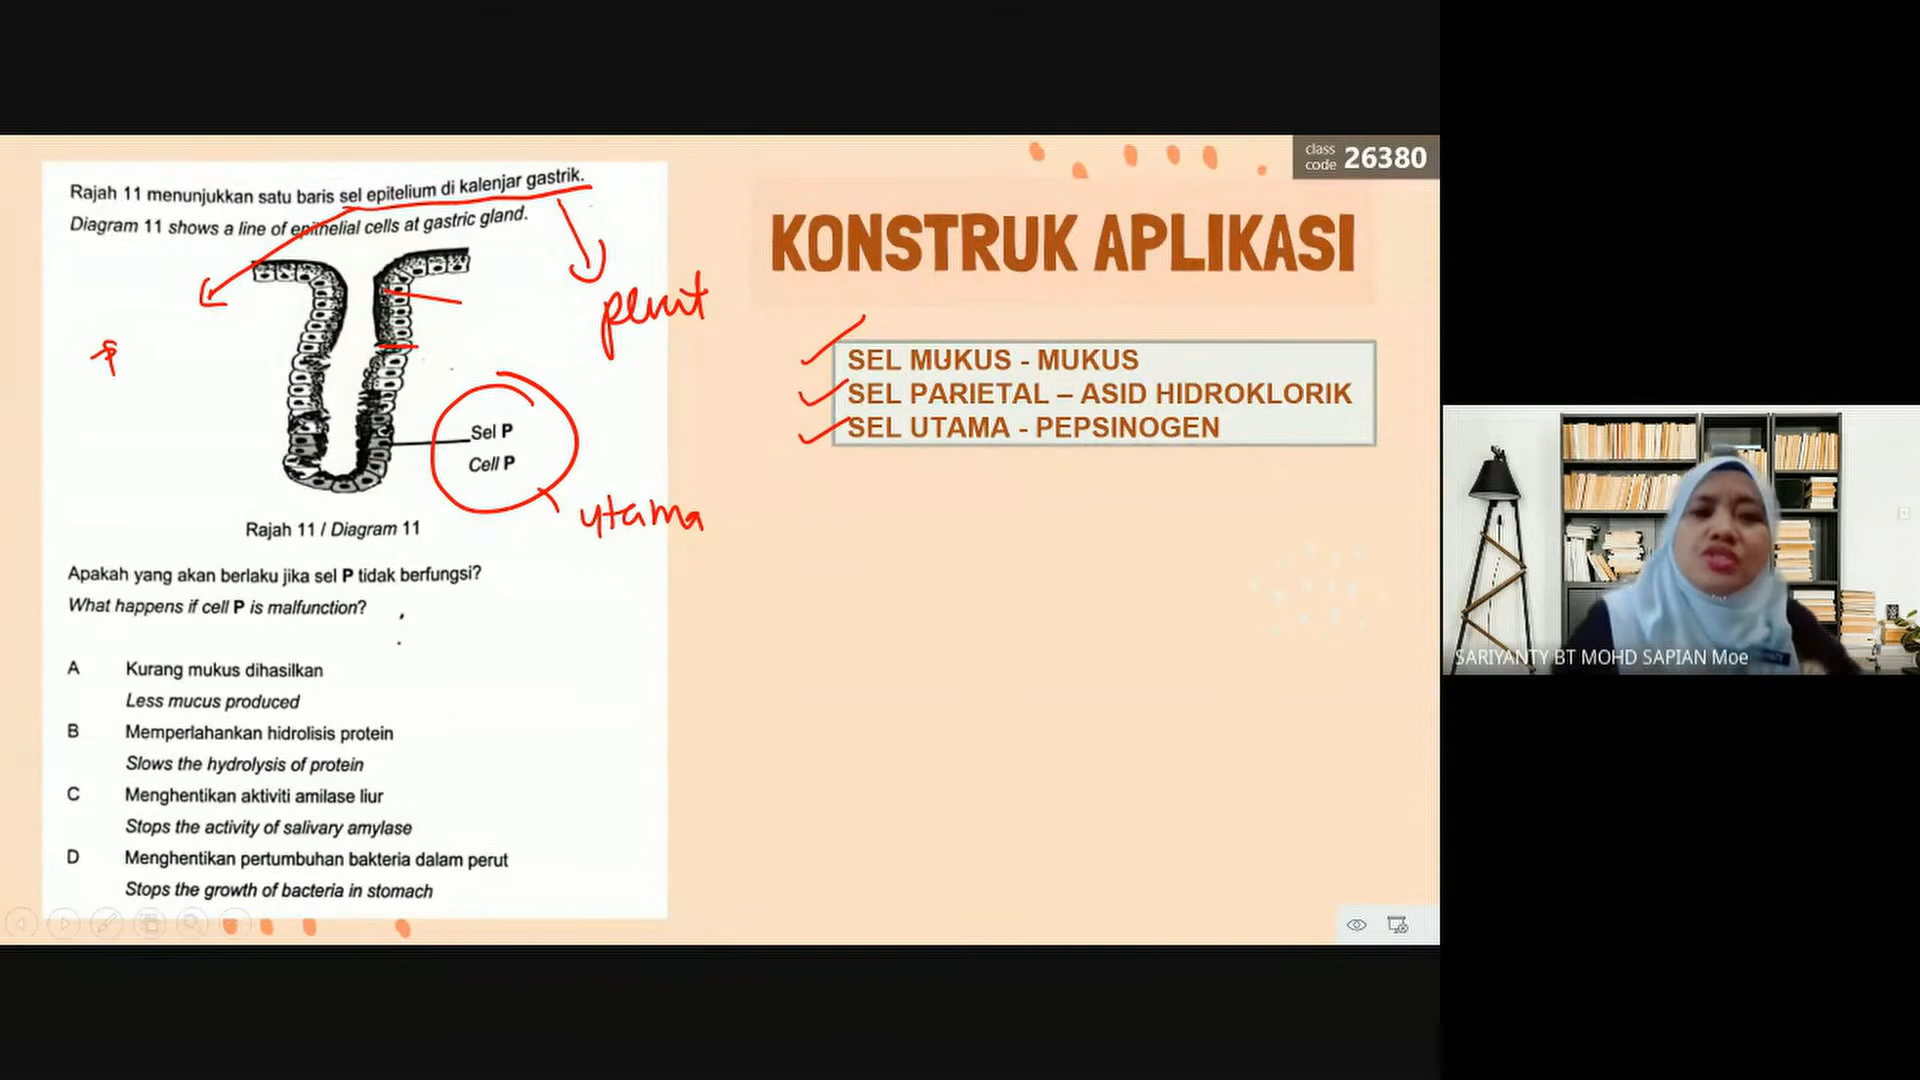 class code 26380
Rajah 11 menunjukkan satu baris sel epitelium di kalenjar gastrik.
Diagram 11 shows a line of epithelial cells at gastric gland.
perut
Sel P
Cell P
utama
Rajah 11 / Diagram 11
Apakah yang akan berlaku jika sel P tidak berfungsi?
What happens if cell P is malfunction?
A Kurang mukus dihasilkan
Less mucus produced
B Memperlahankan hidrolisis protein
Slows the hydrolysis of protein
C Menghentikan aktiviti amilase liur
Stops the activity of salivary amylase
D Menghentikan pertumbuhan bakteria dalam perut
Stops the growth of bacteria in stomach
KONSTRUK APLIKASI
SEL MUKUS - MUKUS
SEL PARIETAL – ASID HIDROKLORIK
SEL UTAMA - PEPSINOGEN
SARIYANTY BT MOHD SAPIAN Moe